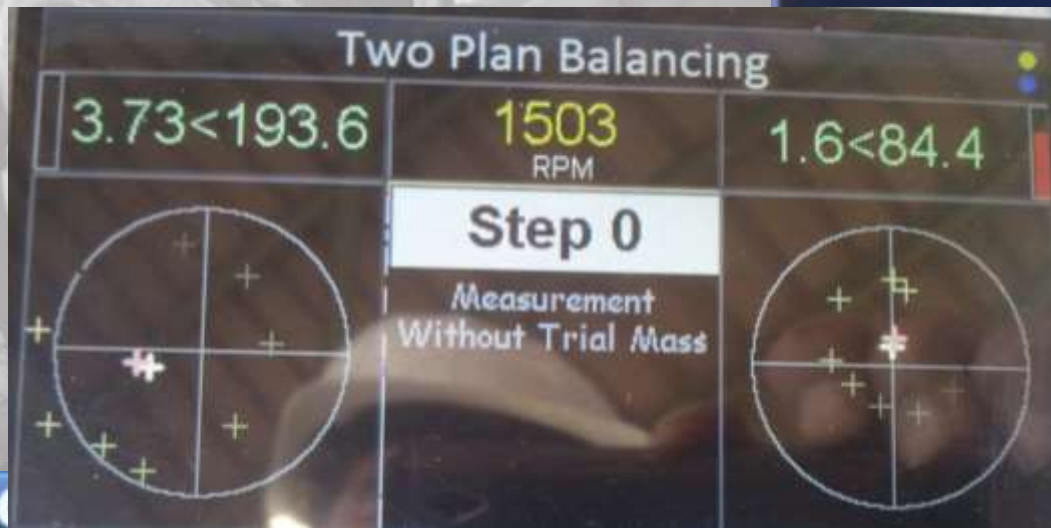 Two Plan Balancing
3.73<193.6
1503
RPM
1.6<84.4
Step 0
Measurement
Without Trial Mass